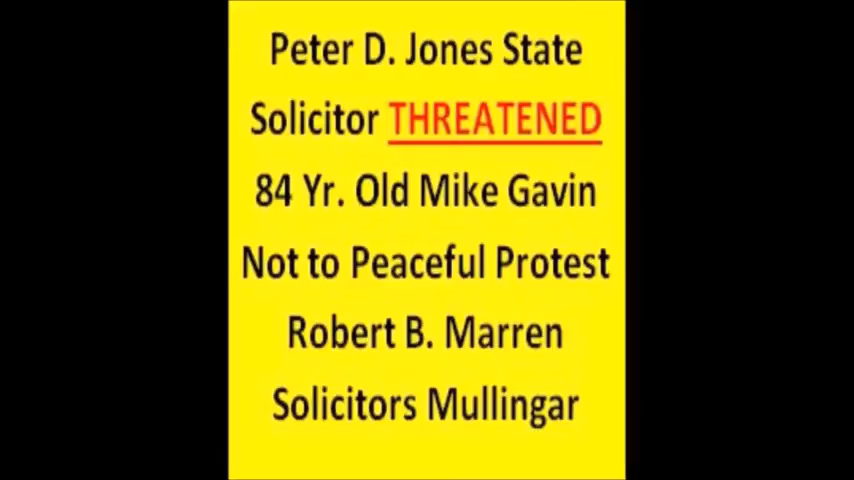 Peter D. Jones State
Solicitor THREATENED
84 Yr. Old Mike Gavin
Not to Peaceful Protest
Robert B. Marren
Solicitors Mullingar